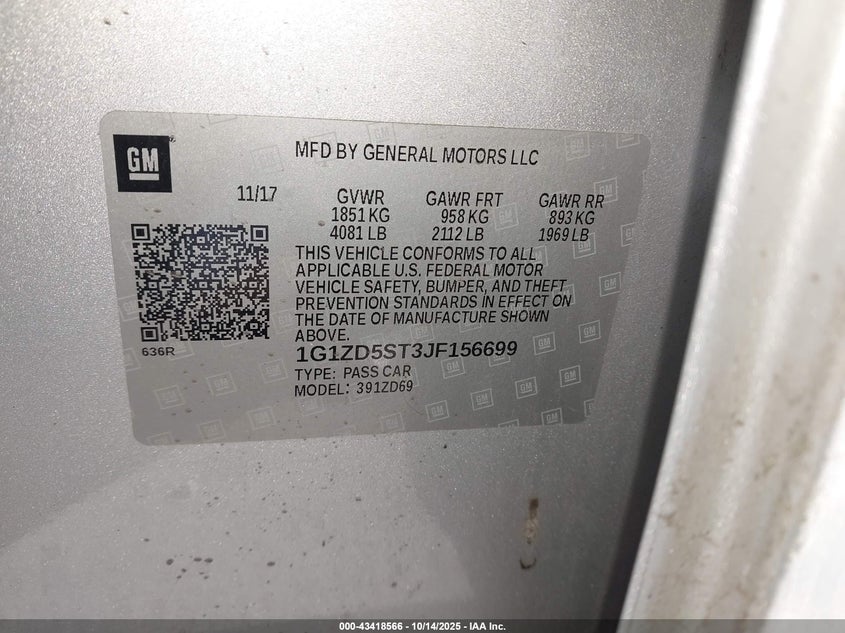 GM
MFD BY GENERAL MOTORS LLC
11/17
GVWR GAWR FRT GAWR RR
1851 KG 958 KG 893 KG
4081 LB 2112 LB 1969 LB
THIS VEHICLE CONFORMS TO ALL
APPLICABLE U.S. FEDERAL MOTOR
VEHICLE SAFETY, BUMPER, AND THEFT
PREVENTION STANDARDS IN EFFECT ON
THE DATE OF MANUFACTURE SHOWN
ABOVE.
636R
1G1ZD5ST3JF156699
TYPE: PASS CAR
MODEL: 391ZD69
000-43418566 - 10/14/2025 - IAA Inc.